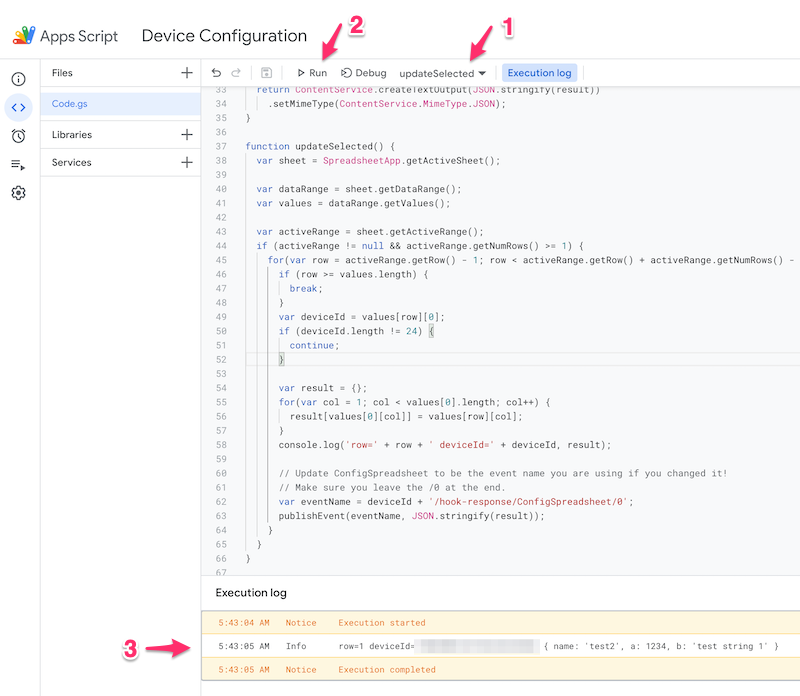 1
2
Apps Script Device Configuration
Files
Run Debug updateSelected Execution log
Code.gs
Libraries
Services
33 return ContentService.createTextOutput(JSON.stringify(result))
34 .setMimeType(ContentService.MimeType.JSON);
35 }
36
37 function updateSelected() {
38 var sheet = SpreadsheetApp.getActiveSheet();
39
40 var dataRange = sheet.getDataRange();
41 var values = dataRange.getValues();
42
43 var activeRange = sheet.getActiveRange();
44 if (activeRange != null && activeRange.getNumRows() >= 1) {
45 for(var row = activeRange.getRow() - 1; row < activeRange.getRow() + activeRange.getNumRows() -
46 if (row >= values.length) {
47 break;
48 }
49 var deviceId = values[row][0];
50 if (deviceId.length != 24) {
51 continue;
52 }
53
54 var result = {};
55 for(var col = 1; col < values[0].length; col++) {
56 result[values[0][col]] = values[row][col];
57 }
58 console.log('row=' + row + ' deviceId=' + deviceId, result);
59
60 // Update ConfigSpreadsheet to be the event name you are using if you changed it!
61 // Make sure you leave the /0 at the end.
62 var eventName = deviceId + '/hook-response/ConfigSpreadsheet/0';
63 publishEvent(eventName, JSON.stringify(result));
64 }
65 }
66 }
67
Execution log
5:43:04 AM Notice Execution started
3
5:43:05 AM Info row=1 deviceId= { name: 'test2', a: 1234, b: 'test string 1' }
5:43:05 AM Notice Execution completed